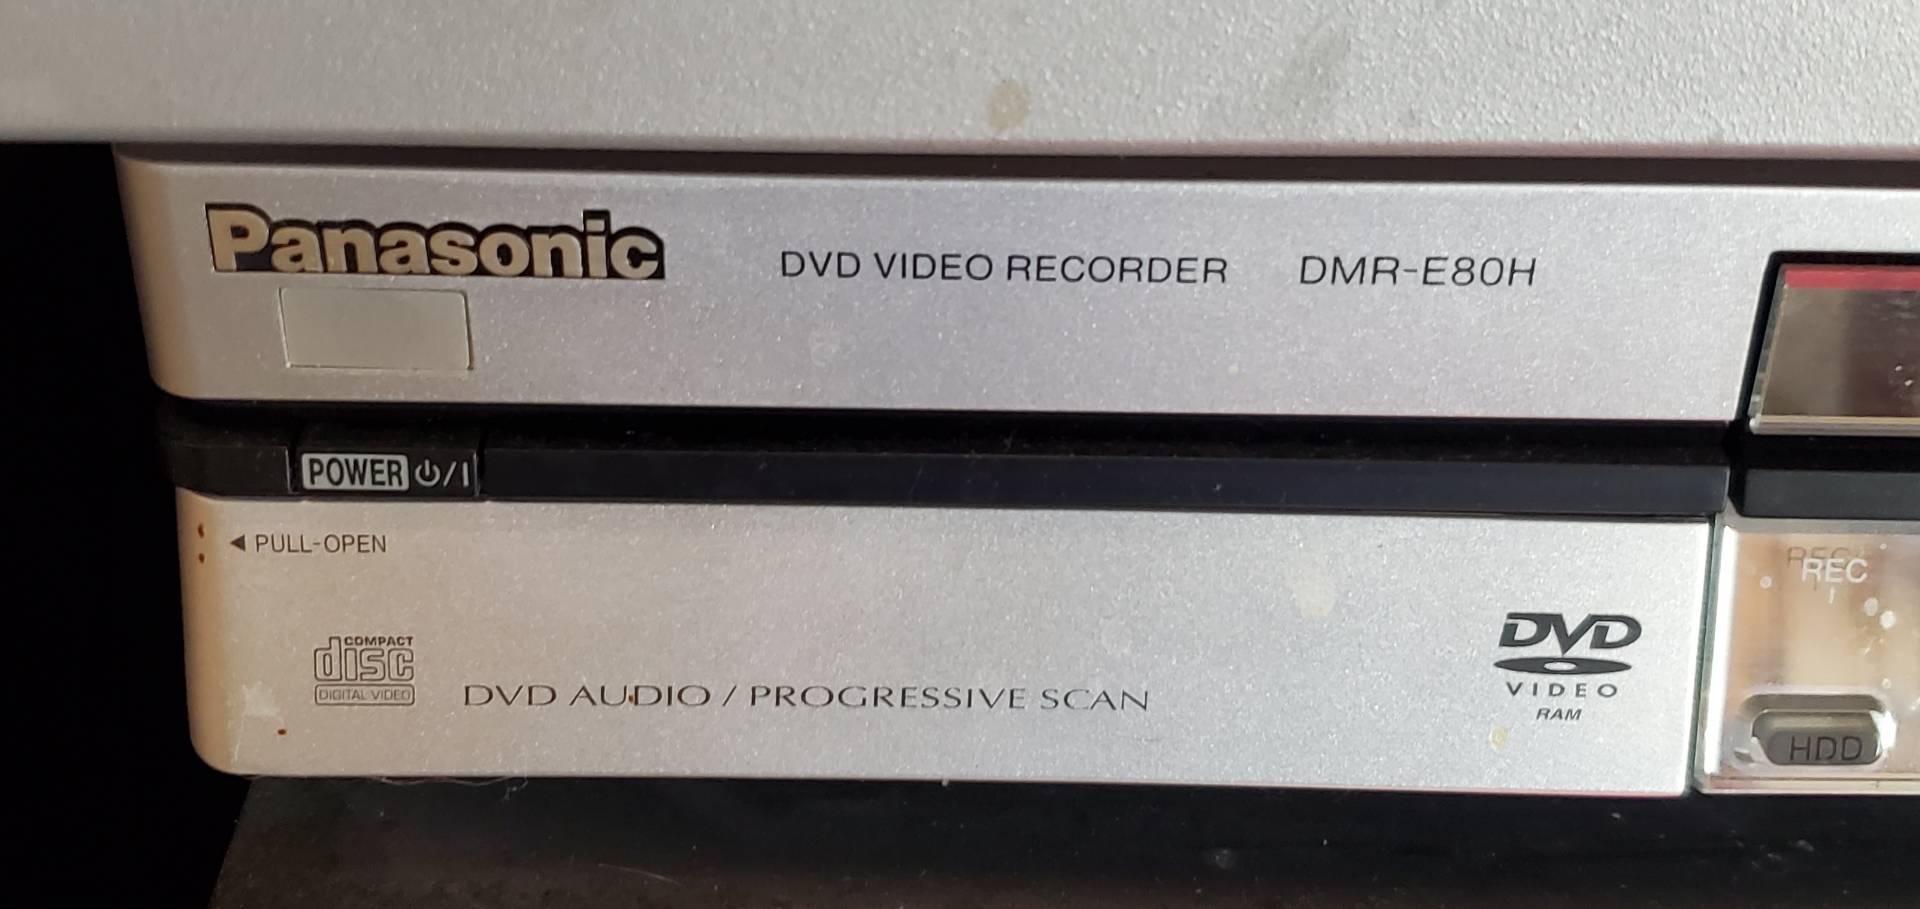 Panasonic
DVD VIDEO RECORDER DMR-E80H
POWER ⏻/I
◀ PULL-OPEN
REC
COMPACT
disc
DIGITAL VIDEO
DVD AUDIO / PROGRESSIVE SCAN
DVD
VIDEO
RAM
HDD